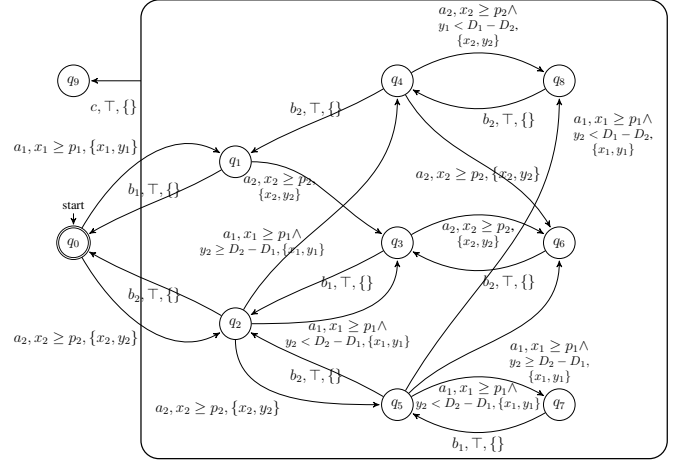 a₂, x₂ ≥ p₂∧
y₁ < D₁ − D₂,
{x₂, y₂}
q₉
q₄
q₈
c, ⊤, {}
b₂, ⊤, {}
b₂, ⊤, {}
a₁, x₁ ≥ p₁∧
y₂ < D₁ − D₂,
{x₁, y₁}
a₁, x₁ ≥ p₁, {x₁, y₁}
q₁
a₂, x₂ ≥ p₂,
{x₂, y₂}
a₂, x₂ ≥ p₂, {x₂, y₂}
b₁, ⊤, {}
start
q₀
a₁, x₁ ≥ p₁∧
y₂ ≥ D₂ − D₁, {x₁, y₁}
q₃
a₂, x₂ ≥ p₂,
{x₂, y₂}
q₆
b₂, ⊤, {}
b₁, ⊤, {}
b₂, ⊤, {}
q₂
a₂, x₂ ≥ p₂, {x₂, y₂}
a₁, x₁ ≥ p₁∧
y₂ < D₂ − D₁, {x₁, y₁}
a₁, x₁ ≥ p₁∧
y₂ ≥ D₂ − D₁,
{x₁, y₁}
b₂, ⊤, {}
a₁, x₁ ≥ p₁∧
y₂ < D₂ − D₁, {x₁, y₁}
a₂, x₂ ≥ p₂, {x₂, y₂}
q₅
q₇
b₁, ⊤, {}